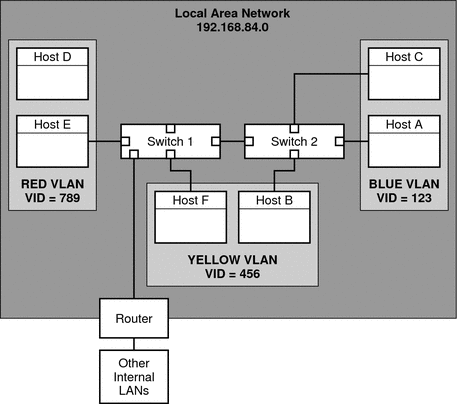 Local Area Network
192.168.84.0
Host D
Host C
Host E
Switch 1
Switch 2
Host A
RED VLAN
VID = 789
BLUE VLAN
VID = 123
Host F
Host B
YELLOW VLAN
VID = 456
Router
Other
Internal
LANs